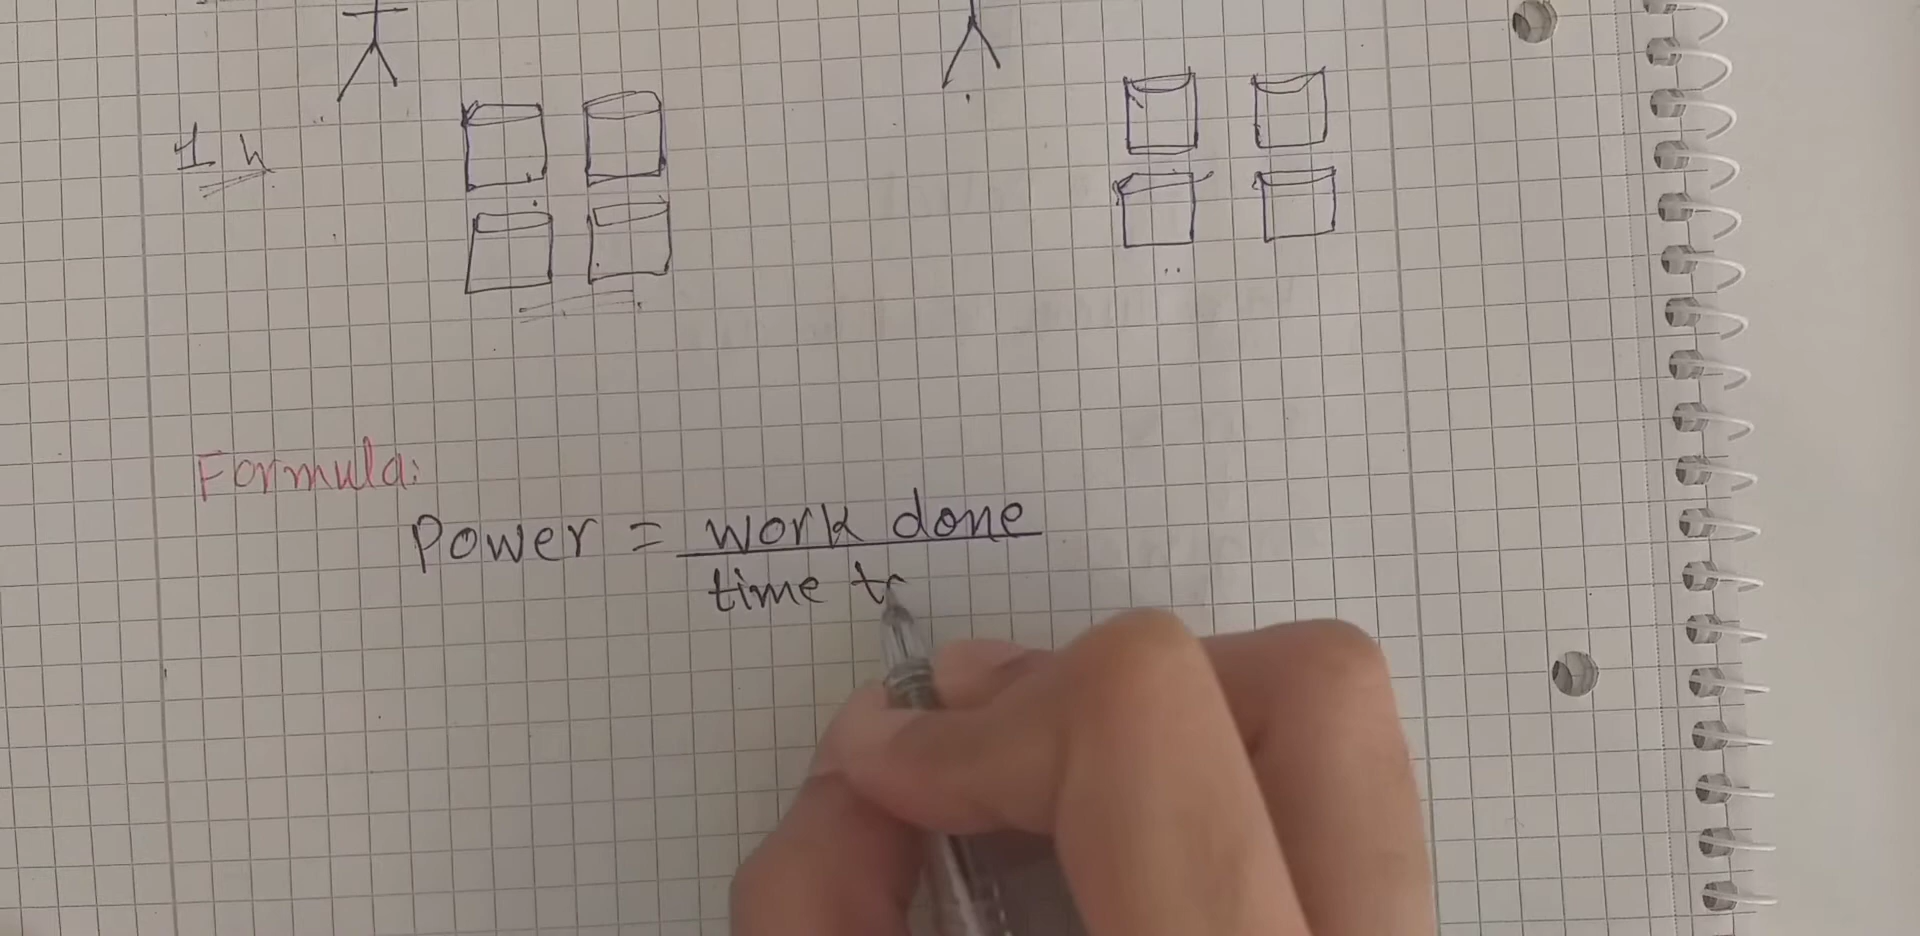 1 h
Formula:
Power = work done
time t